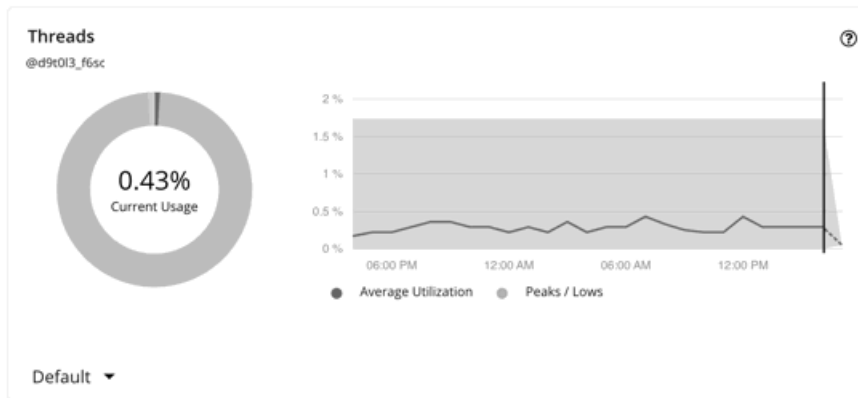 Threads
@d9t0l3_f6sc
0.43%
Current Usage
2 %
1.5 %
1 %
0.5 %
0 %
06:00 PM 12:00 AM 06:00 AM 12:00 PM
Average Utilization Peaks / Lows
Default